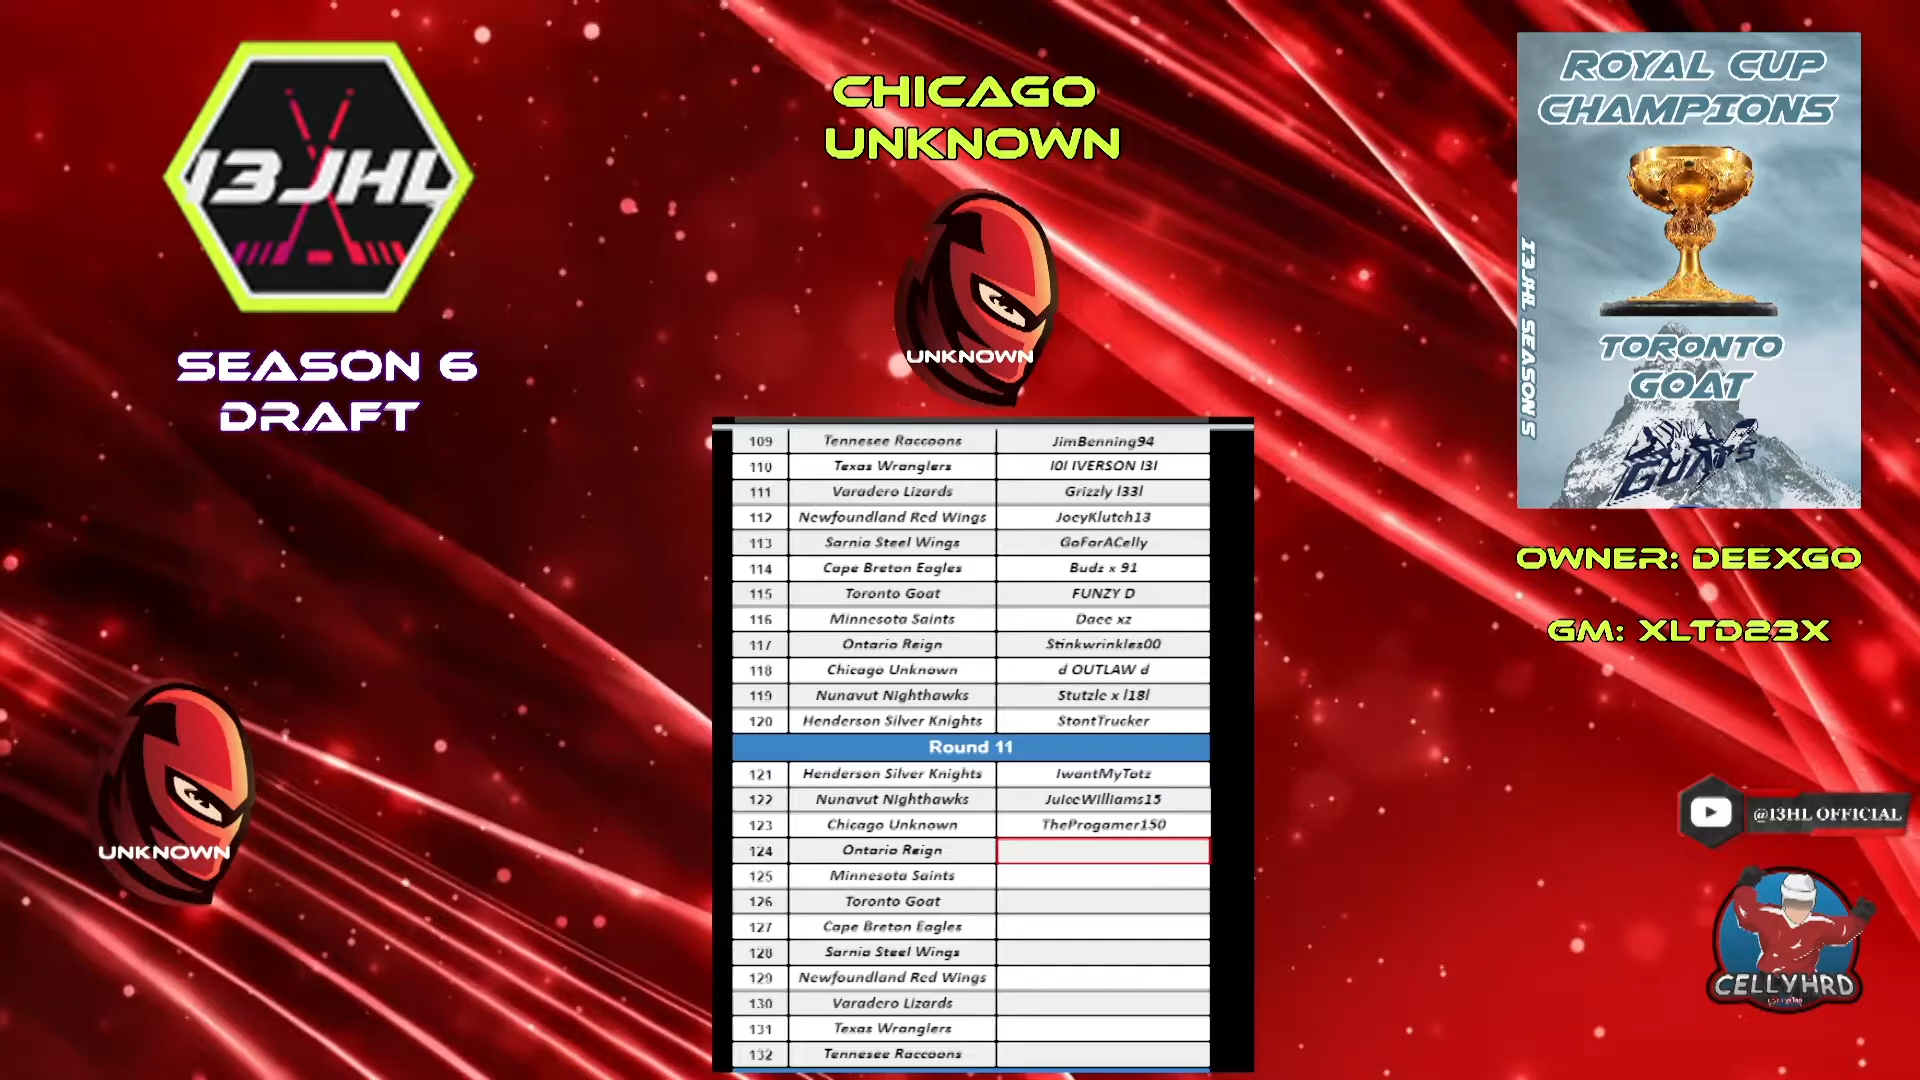 I3JHL
SEASON 6
DRAFT
CHICAGO
UNKNOWN
UNKNOWN
ROYAL CUP
CHAMPIONS
I3JHL SEASON 5
TORONTO
GOAT
GOATS
OWNER: DEEXGO
GM: XLTD23X
109 Tennesee Raccoons JimBenning94
110 Texas Wranglers I0I IVERSON I3I
111 Varadero Lizards Grizzly l33l
112 Newfoundland Red Wings JoeyKlutch13
113 Sarnia Steel Wings GoForACelly
114 Cape Breton Eagles Budz x 91
115 Toronto Goat FUNZY D
116 Minnesota Saints Dacc xz
117 Ontario Reign Stinkwrinkles00
118 Chicago Unknown d OUTLAW d
119 Nunavut Nighthawks Stutzle x l18l
120 Henderson Silver Knights StontTrucker
Round 11
121 Henderson Silver Knights IwantMyTotz
122 Nunavut Nighthawks JuiceWilliams15
123 Chicago Unknown TheProgamer150
124 Ontario Reign
125 Minnesota Saints
126 Toronto Goat
127 Cape Breton Eagles
128 Sarnia Steel Wings
129 Newfoundland Red Wings
130 Varadero Lizards
131 Texas Wranglers
132 Tennesee Raccoons
UNKNOWN
@I3HL OFFICIAL
CELLYHRD